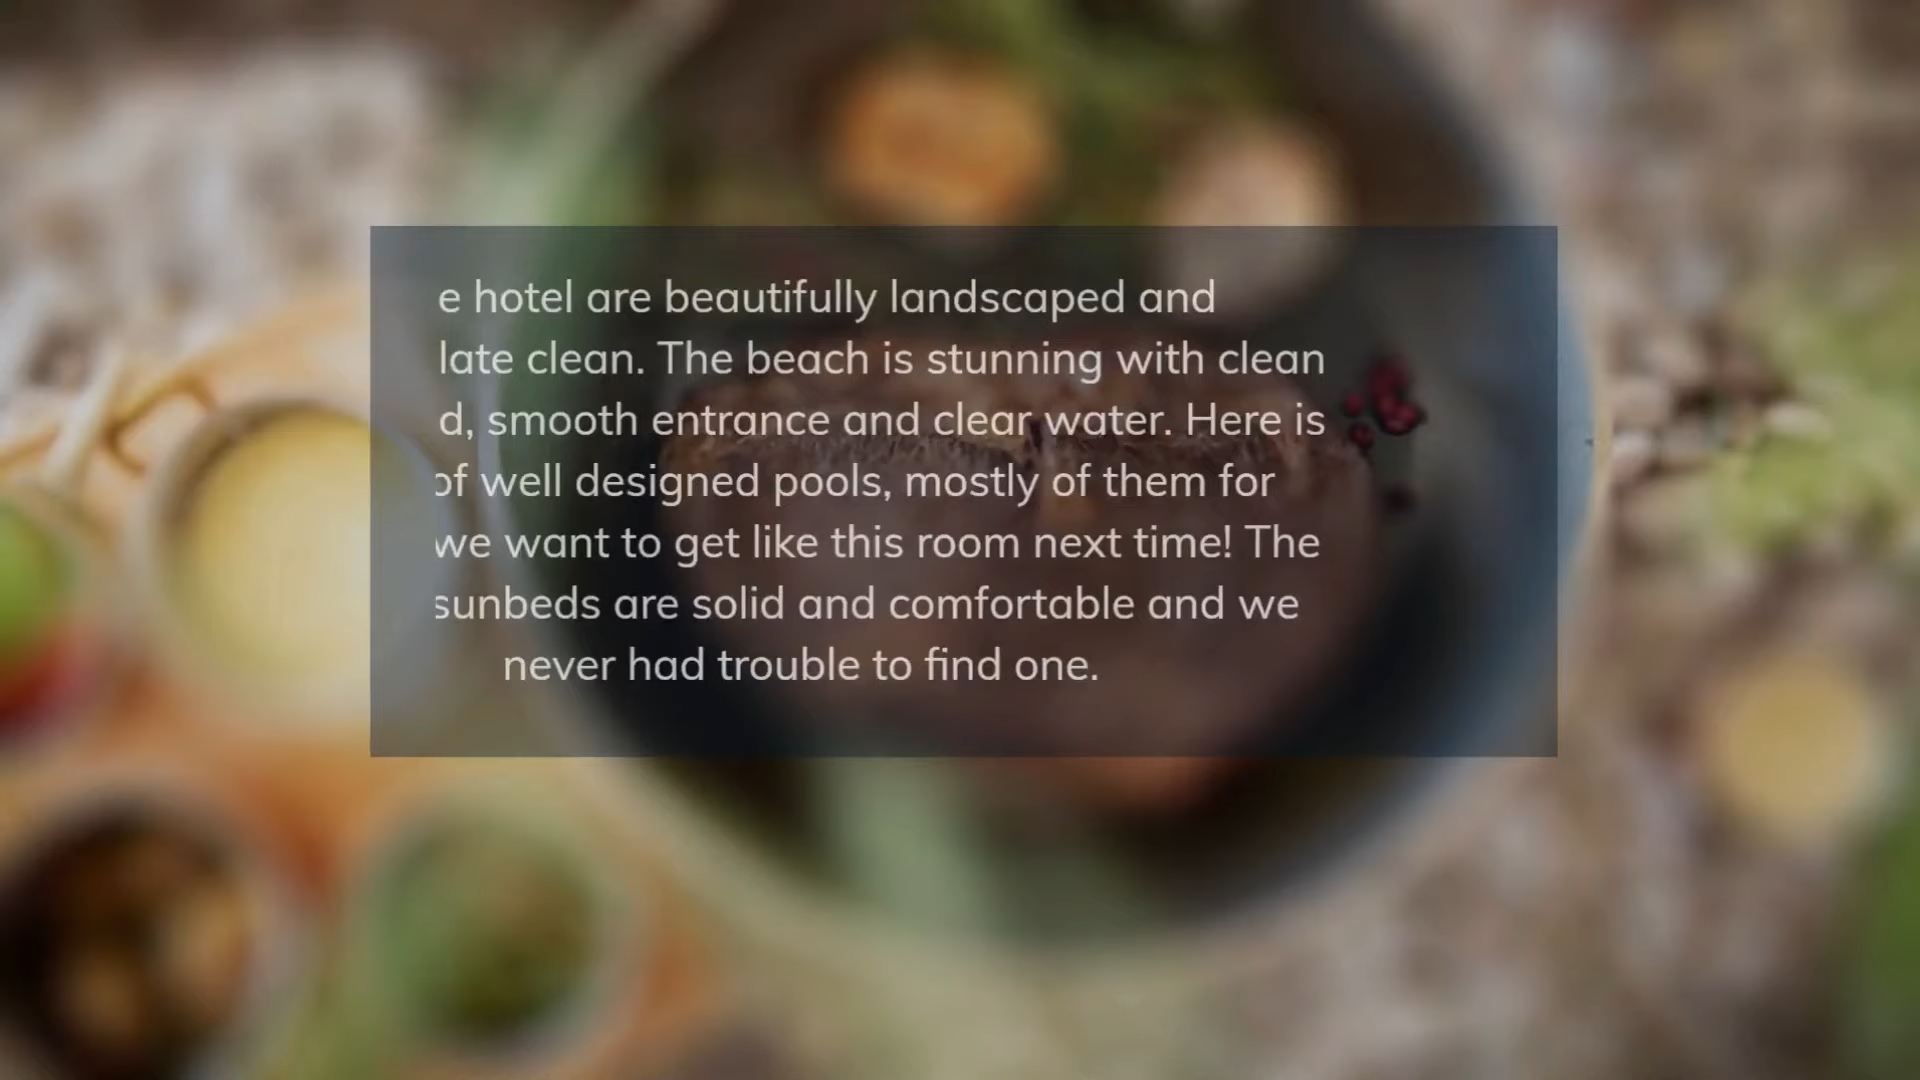 e hotel are beautifully landscaped and
late clean. The beach is stunning with clean
d, smooth entrance and clear water. Here is
of well designed pools, mostly of them for
we want to get like this room next time! The
sunbeds are solid and comfortable and we
never had trouble to find one.